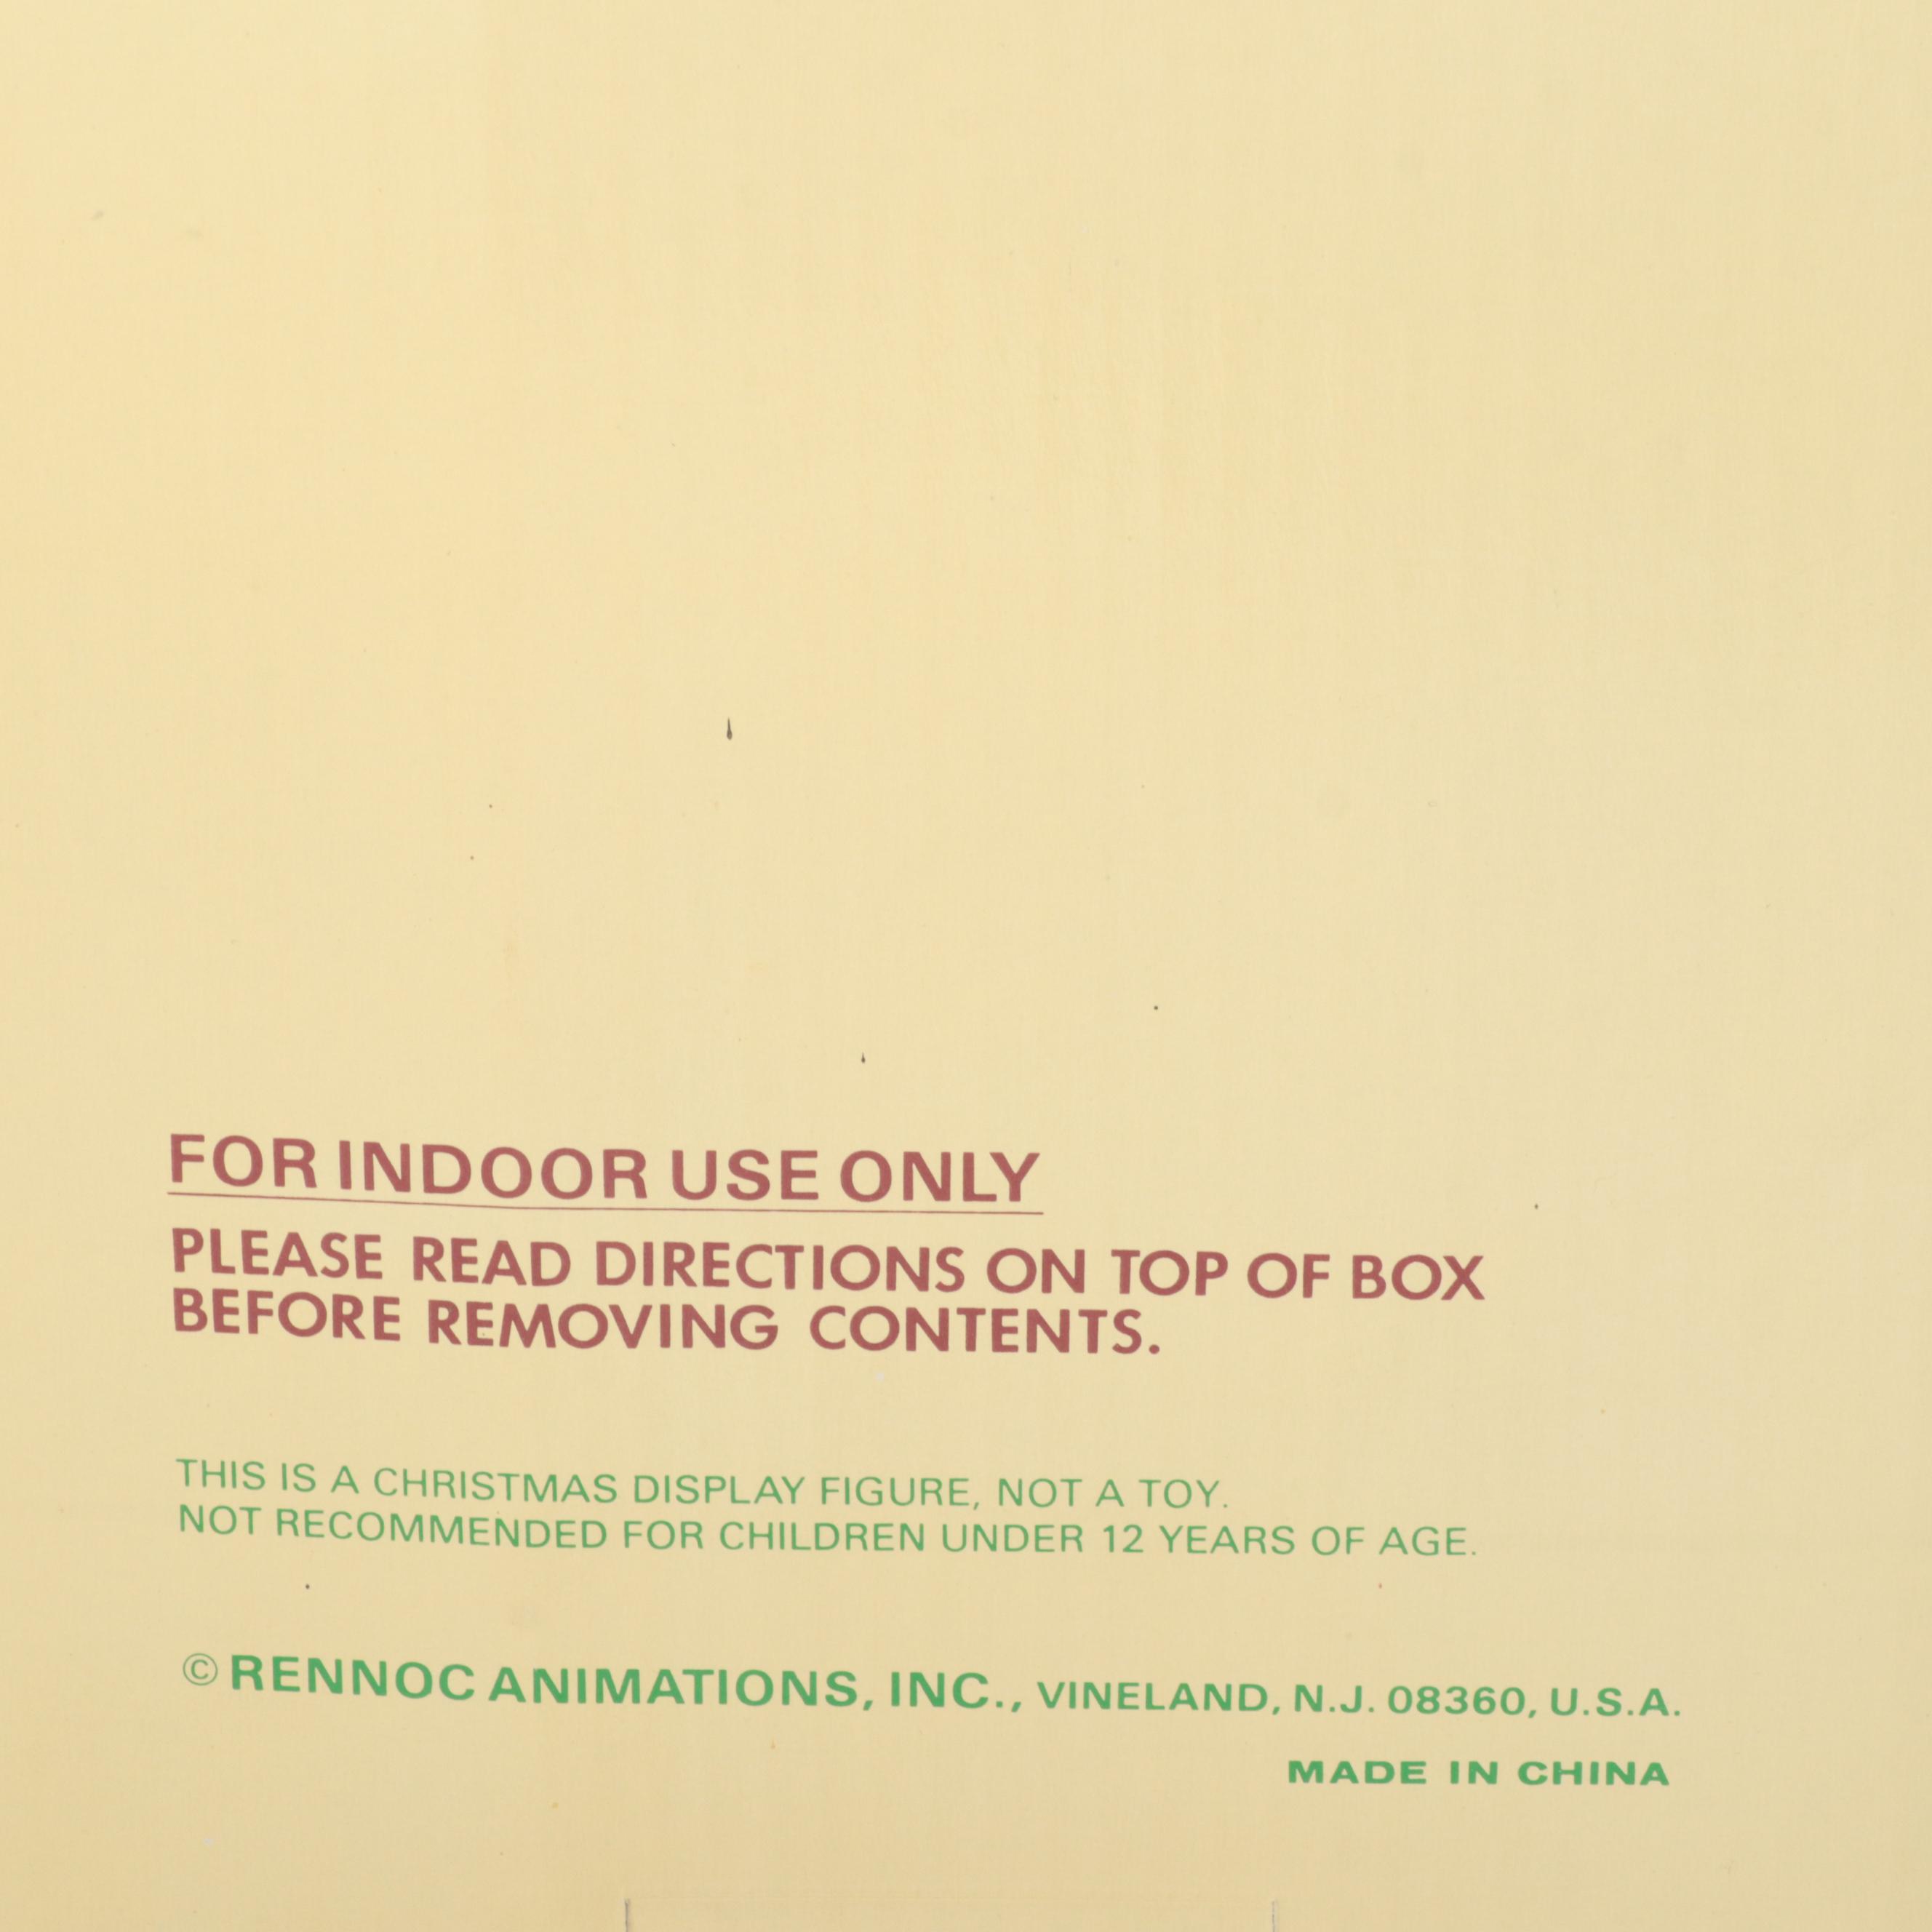 FOR INDOOR USE ONLY
PLEASE READ DIRECTIONS ON TOP OF BOX
BEFORE REMOVING CONTENTS.
THIS IS A CHRISTMAS DISPLAY FIGURE, NOT A TOY.
NOT RECOMMENDED FOR CHILDREN UNDER 12 YEARS OF AGE.
© RENNOC ANIMATIONS, INC., VINELAND, N.J. 08360, U.S.A.
MADE IN CHINA